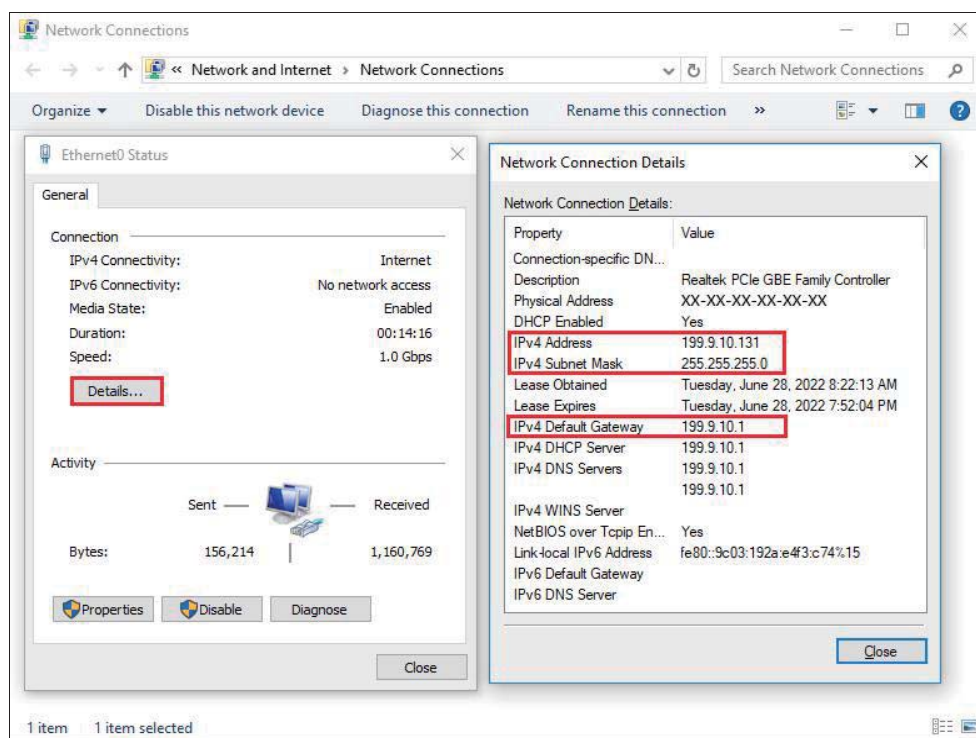 Network Connections
« Network and Internet › Network Connections
Search Network Connections
Organize Disable this network device Diagnose this connection Rename this connection »
Ethernet0 Status
General
Connection
IPv4 Connectivity: Internet
IPv6 Connectivity: No network access
Media State: Enabled
Duration: 00:14:16
Speed: 1.0 Gbps
Details...
Activity
Sent Received
Bytes: 156,214 1,160,769
Properties Disable Diagnose
Close
Network Connection Details
Network Connection Details:
Property Value
Connection-specific DN...
Description Realtek PCIe GBE Family Controller
Physical Address XX-XX-XX-XX-XX-XX
DHCP Enabled Yes
IPv4 Address 199.9.10.131
IPv4 Subnet Mask 255.255.255.0
Lease Obtained Tuesday, June 28, 2022 8:22:13 AM
Lease Expires Tuesday, June 28, 2022 7:52:04 PM
IPv4 Default Gateway 199.9.10.1
IPv4 DHCP Server 199.9.10.1
IPv4 DNS Servers 199.9.10.1
199.9.10.1
IPv4 WINS Server
NetBIOS over Tcpip En... Yes
Link-local IPv6 Address fe80::9c03:192a:e4f3:c74%15
IPv6 Default Gateway
IPv6 DNS Server
Close
1 item 1 item selected